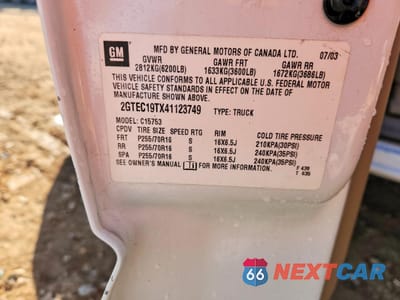 GM
MFD BY GENERAL MOTORS OF CANADA LTD. 07/03
GVWR GAWR FRT GAWR RR
2812KG(6200LB) 1633KG(3600LB) 1672KG(3686LB)
THIS VEHICLE CONFORMS TO ALL APPLICABLE U.S. FEDERAL MOTOR
VEHICLE SAFETY STANDARDS IN EFFECT ON THE DATE OF
MANUFACTURE SHOWN ABOVE.
2GTEC19TX41123749 TYPE: TRUCK
MODEL: C15753
CPDV TIRE SIZE SPEED RTG RIM COLD TIRE PRESSURE
FRT P255/70R16 S 16X6.5J 210KPA(30PSI)
RR P255/70R16 S 16X6.5J 240KPA(35PSI)
SPA P255/70R16 S 16X6.5J 240KPA(35PSI)
SEE OWNER'S MANUAL FOR MORE INFORMATION. F 436
T 435
66 NEXTCAR